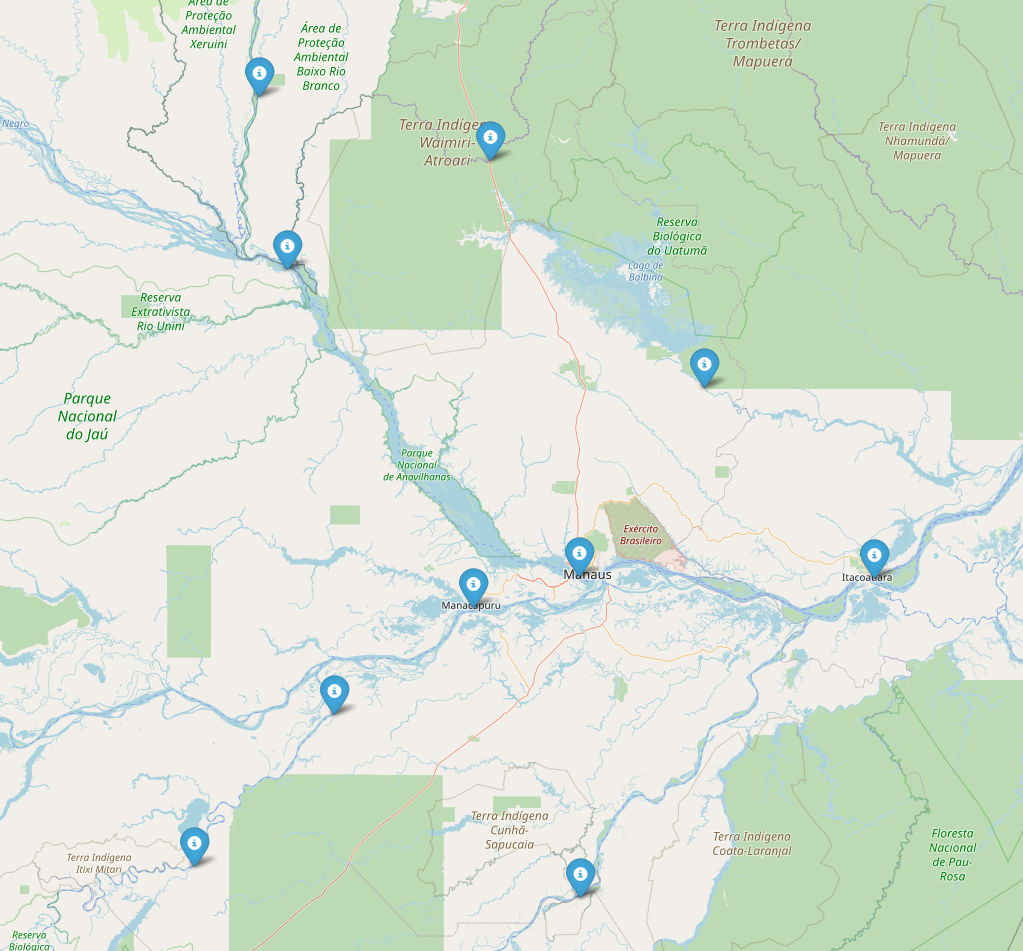 Área de
Proteção
Ambiental
Xeruini
Área de
Proteção
Ambiental
Baixo Rio
Branco
Terra Indígena
Trombetas/
Mapuera
Negro
Waimiri-
Atroari
Terra Indígena
Nhamundá/
Mapuera
Reserva
Biológica
do Uatumã
Lago de
Balbina
Reserva
Extrativista
Rio Unini
Parque
Nacional
do Jaú
Parque
Nacional
de Anavilhanas
Exército
Brasileiro
Manaus
Itacoatiara
Manacapuru
Terra Indígena
Cunhã-
Sapucaia
Terra Indígena
Coata-Laranjal
Floresta
Nacional
de Pau-
Rosa
Terra Indígena
Itixi Mitari
Reserva
Biológica